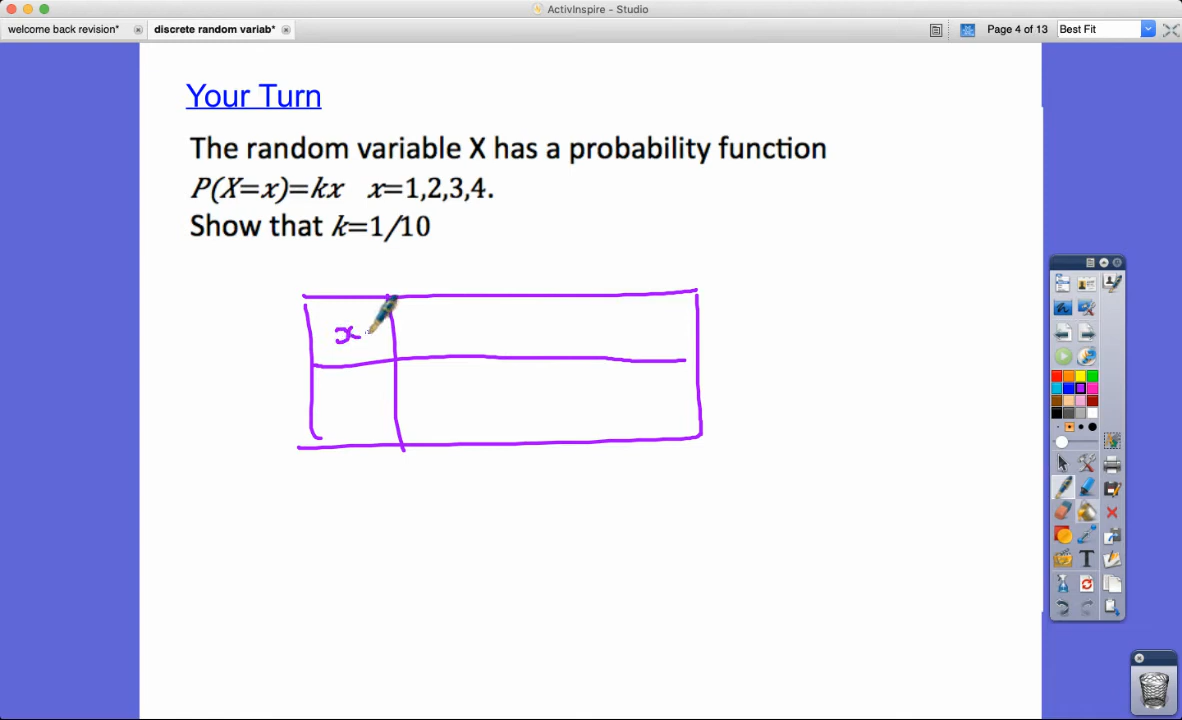 ActivInspire - Studio
welcome back revision*
discrete random variab*
Page 4 of 13
Best Fit
Your Turn
The random variable X has a probability function
P(X=x)=kx x=1,2,3,4.
Show that k=1/10
x
T